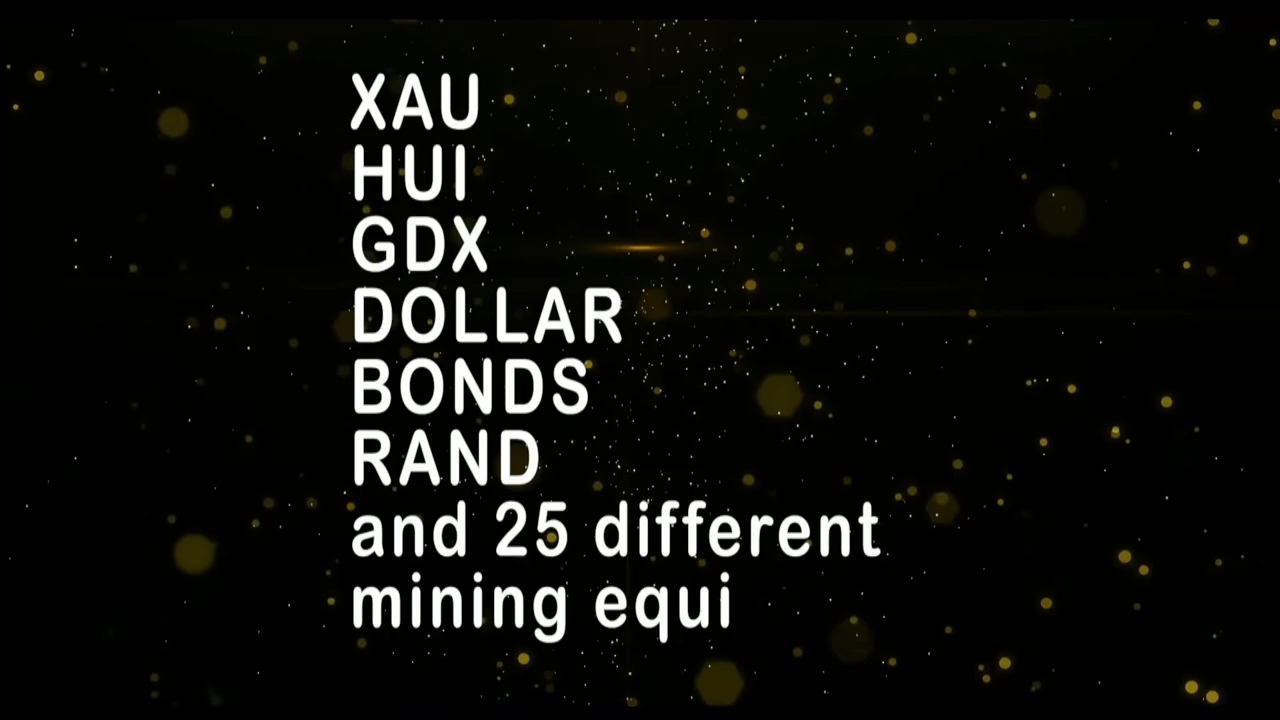 XAU
HUI
GDX
DOLLAR
BONDS
RAND
and 25 different
mining equi